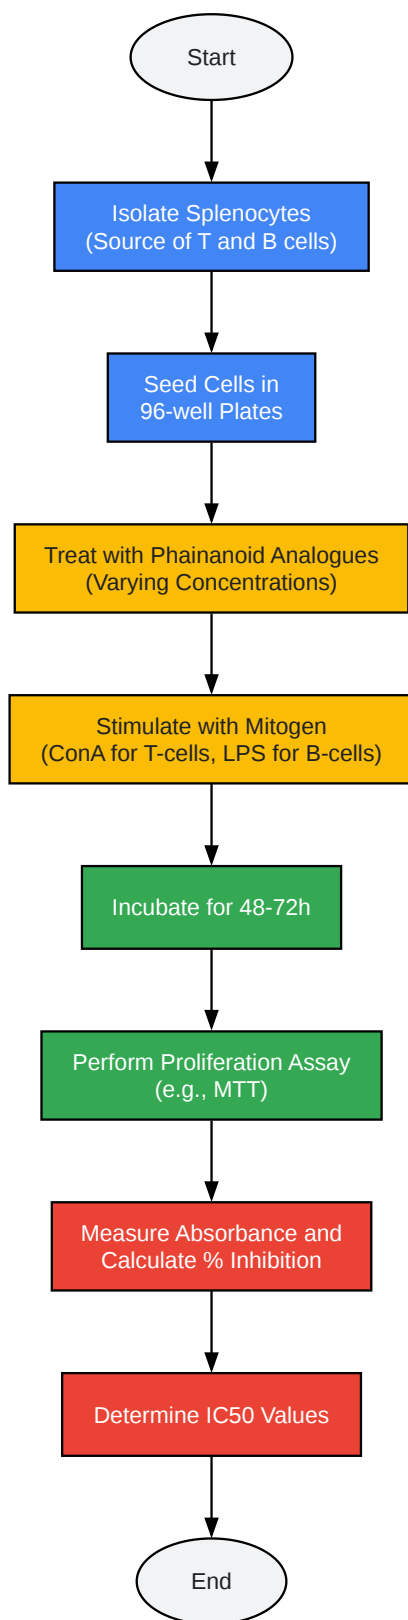 Start
Isolate Splenocytes
(Source of T and B cells)
Seed Cells in
96-well Plates
Treat with Phainanoid Analogues
(Varying Concentrations)
Stimulate with Mitogen
(ConA for T-cells, LPS for B-cells)
Incubate for 48-72h
Perform Proliferation Assay
(e.g., MTT)
Measure Absorbance and
Calculate % Inhibition
Determine IC50 Values
End